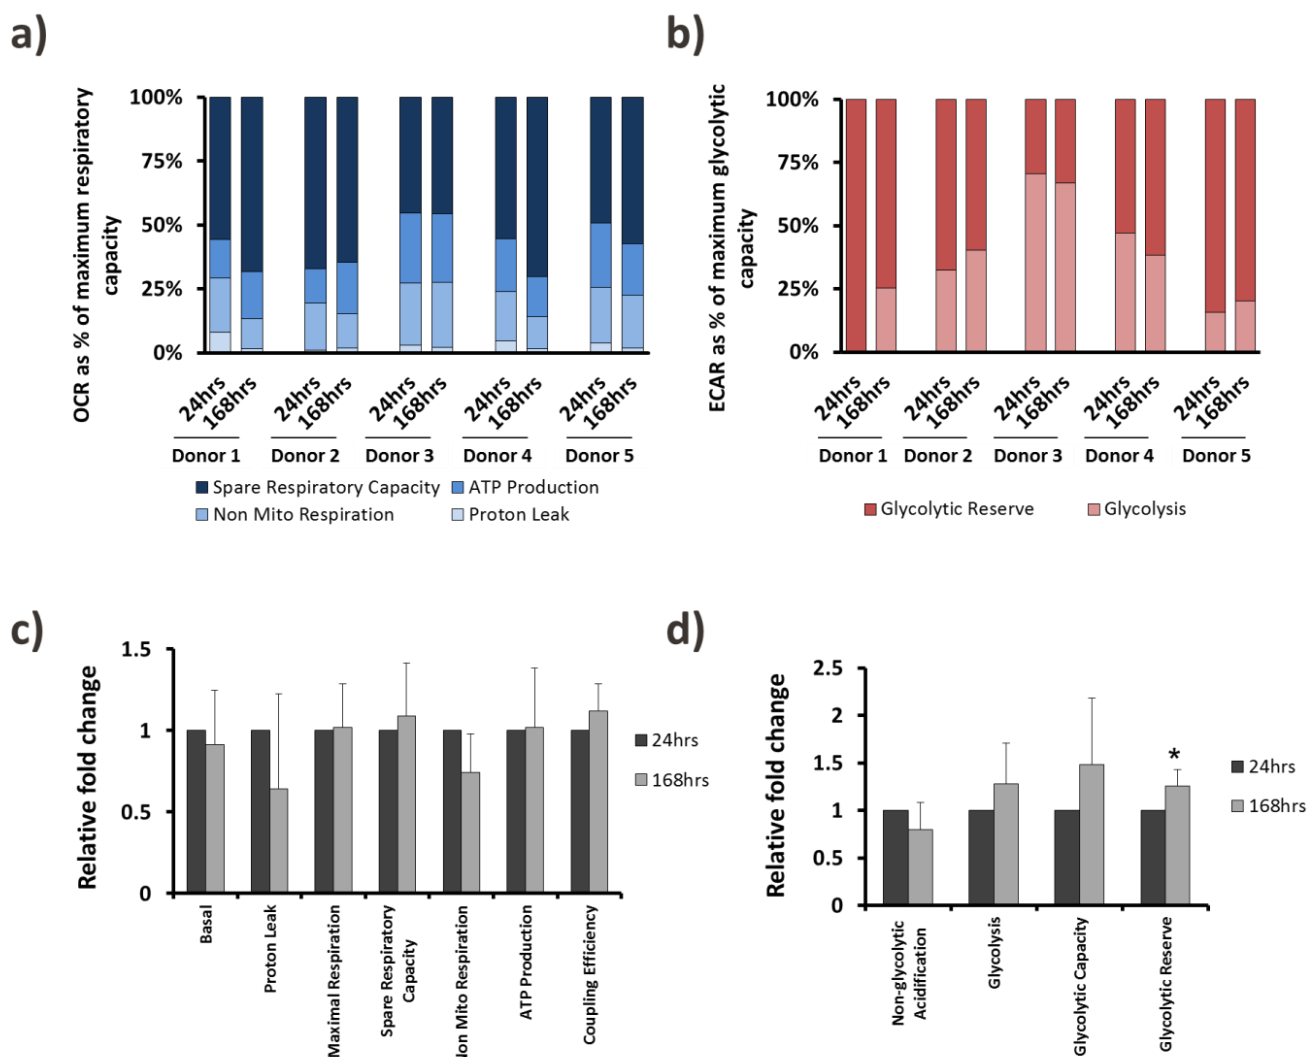 a)
OCR as % of maximum respiratory
capacity
100%
75%
50%
25%
0%
24hrs
168hrs
24hrs
168hrs
24hrs
168hrs
24hrs
168hrs
24hrs
168hrs
Donor 1
Donor 2
Donor 3
Donor 4
Donor 5
Spare Respiratory Capacity
ATP Production
Non Mito Respiration
Proton Leak
b)
ECAR as % of maximum glycolytic
capacity
100%
75%
50%
25%
0%
24hrs
168hrs
24hrs
168hrs
24hrs
168hrs
24hrs
168hrs
24hrs
168hrs
Donor 1
Donor 2
Donor 3
Donor 4
Donor 5
Glycolytic Reserve
Glycolysis
c)
Relative fold change
1.5
1
0.5
0
Basal
Proton Leak
Maximal Respiration
Spare Respiratory
Capacity
Non Mito Respiration
ATP Production
Coupling Efficiency
24hrs
168hrs
d)
Relative fold change
2.5
2
1.5
1
0.5
0
*
Non-glycolytic
Acidification
Glycolysis
Glycolytic Capacity
Glycolytic Reserve
24hrs
168hrs